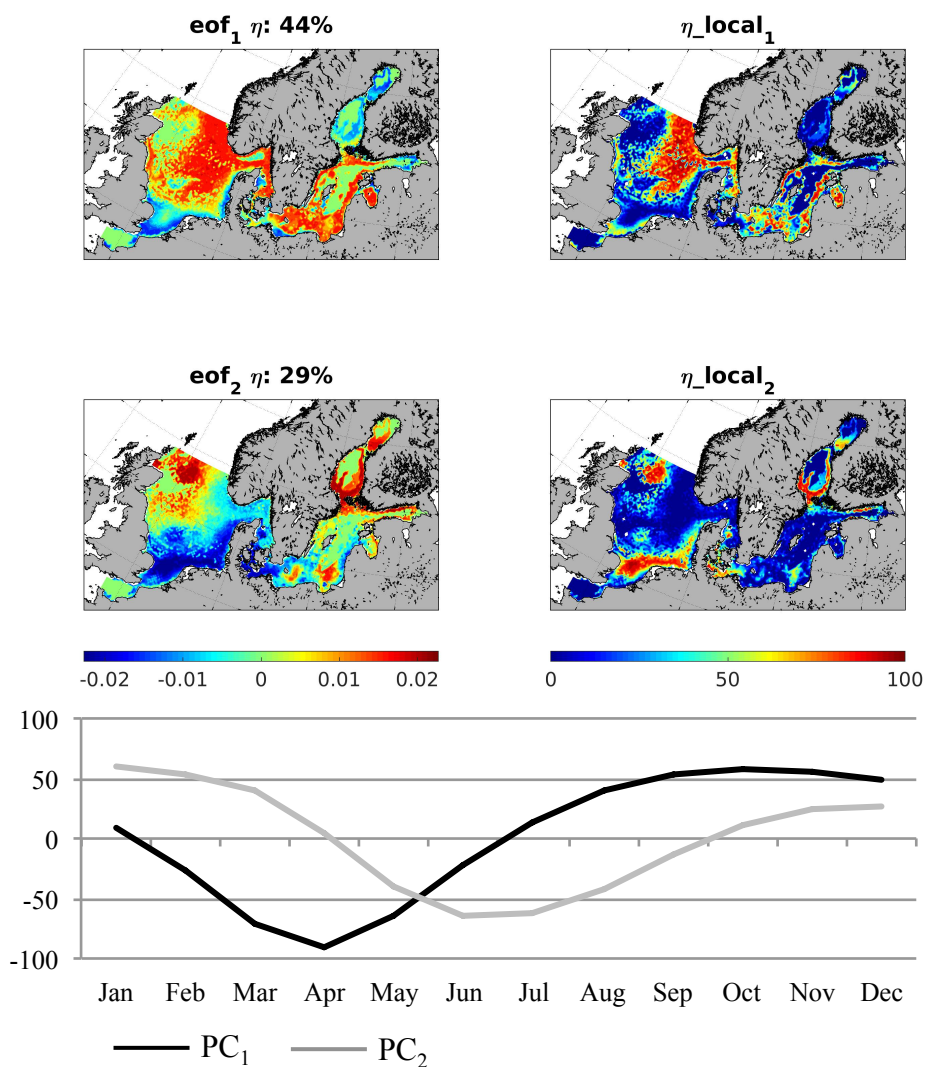 eof₁ η: 44%
η_local₁
eof₂ η: 29%
η_local₂
-0.02 -0.01 0 0.01 0.02
0 50 100
100
50
0
-50
-100
Jan Feb Mar Apr May Jun Jul Aug Sep Oct Nov Dec
PC₁ PC₂